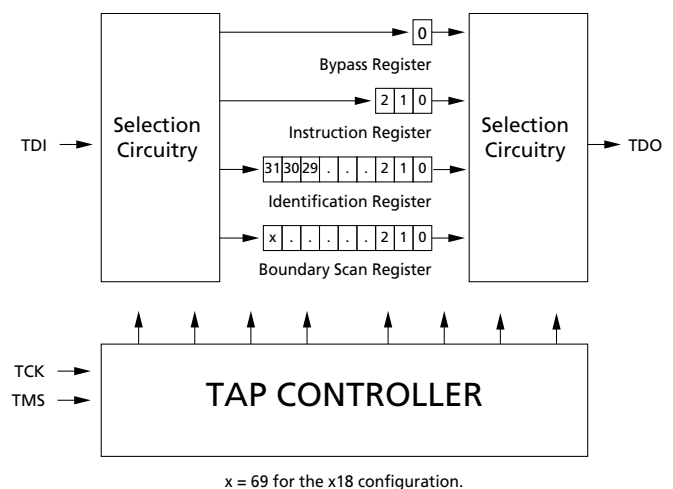 0
Bypass Register
2 1 0
Instruction Register
TDI
Selection
Circuitry
Selection
Circuitry
TDO
31 30 29 . . . 2 1 0
Identification Register
x . . . . . 2 1 0
Boundary Scan Register
TCK
TMS
TAP CONTROLLER
x = 69 for the x18 configuration.